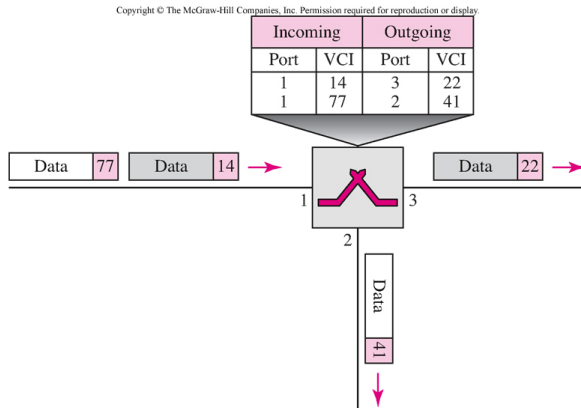 Copyright © The McGraw-Hill Companies, Inc. Permission required for reproduction or display.
Incoming Outgoing
Port VCI Port VCI
1 14 3 22
1 77 2 41
Data 77 Data 14 Data 22
1 3
2
Data 41